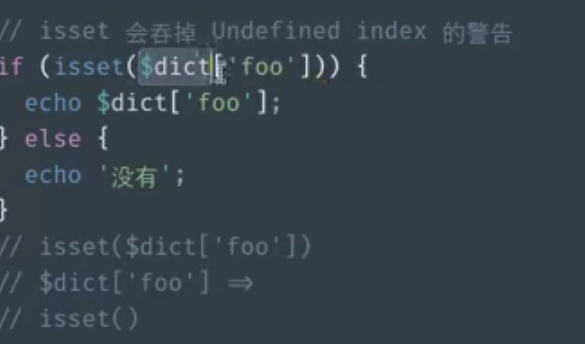 // isset 会吞掉 Undefined index 的警告
if (isset($dict['foo'])) {
echo $dict['foo'];
} else {
echo '没有';
}
// isset($dict['foo'])
// $dict['foo'] =>
// isset()